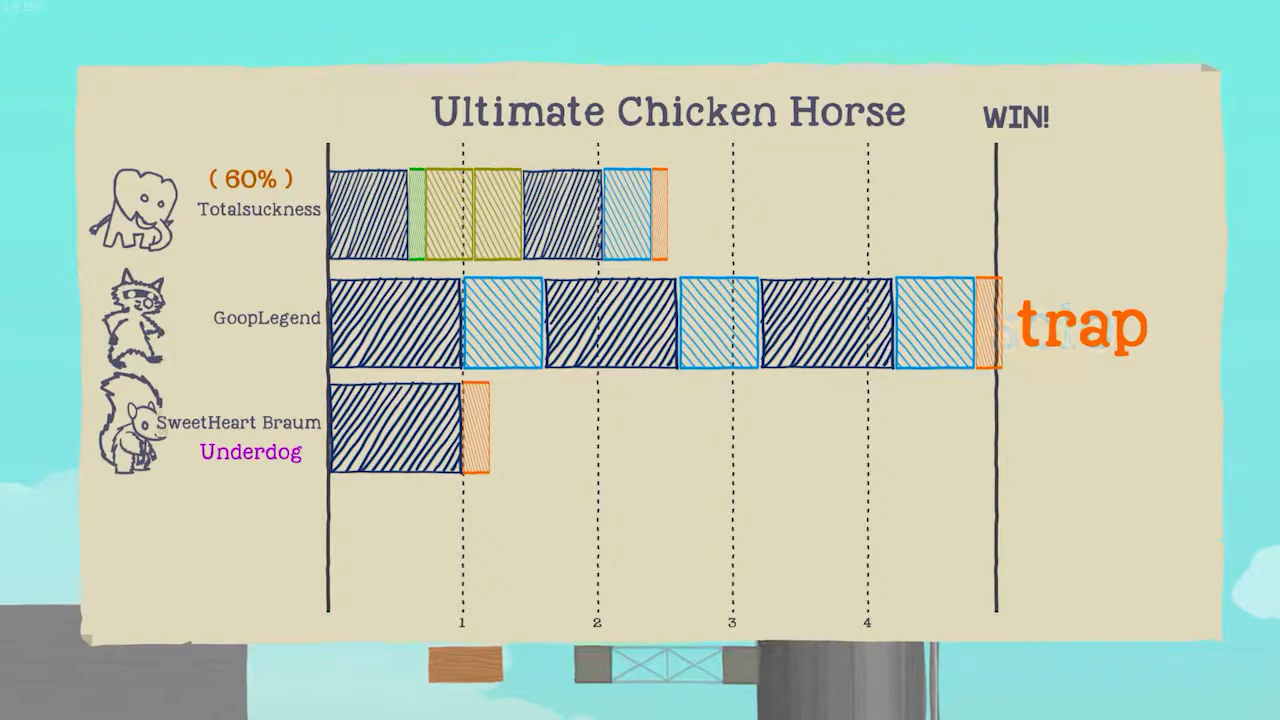 Ultimate Chicken Horse
WIN!
( 60% )
Totalsuckness
GoopLegend
trap
SweetHeart Braum
Underdog
1 2 3 4